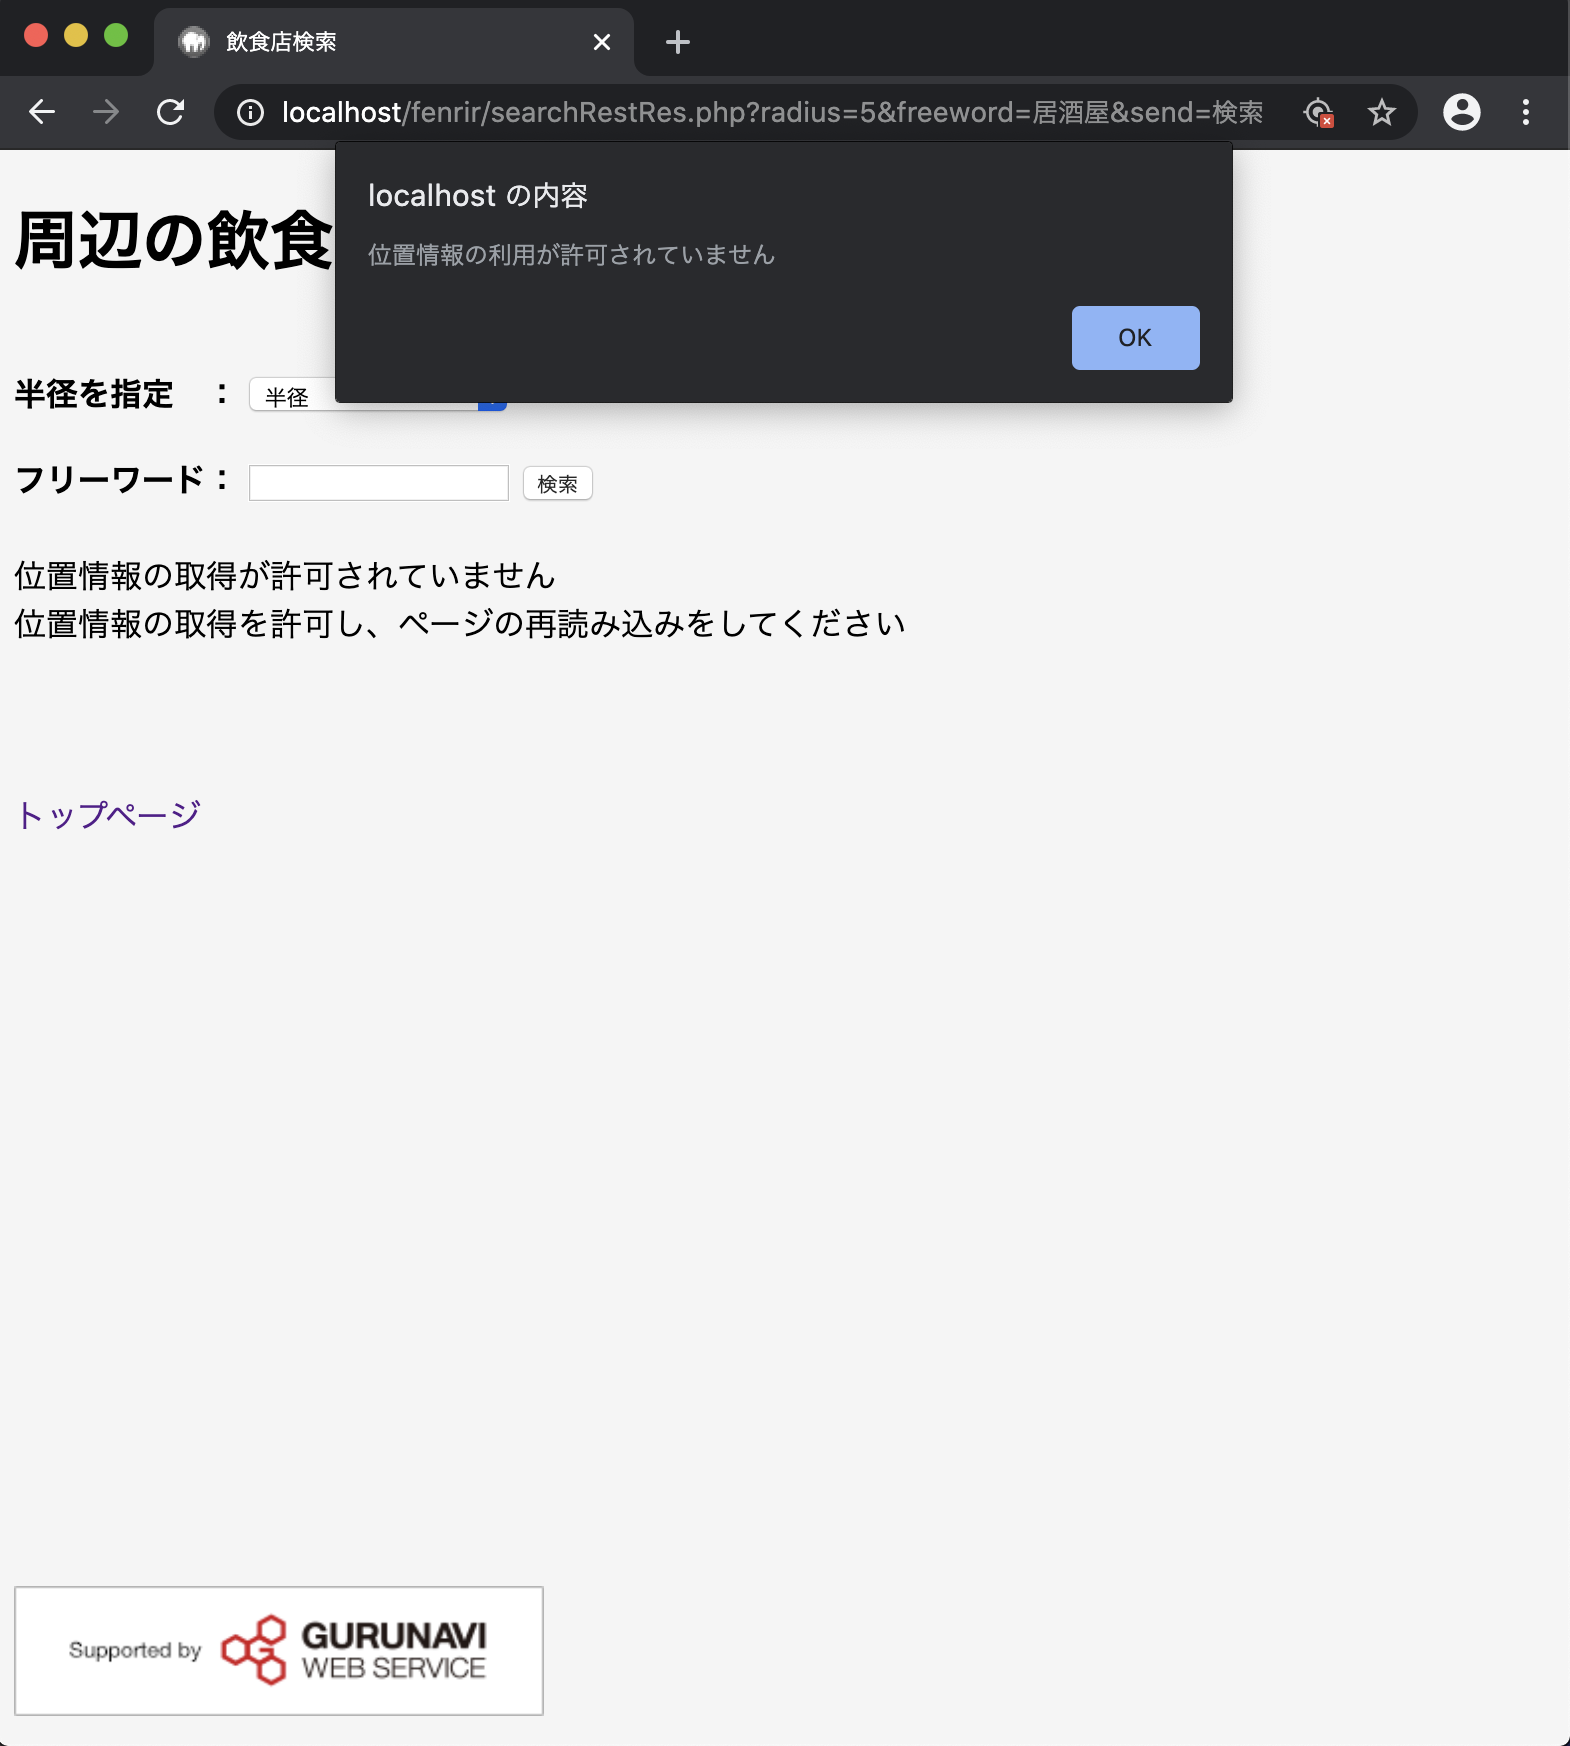 飲食店検索
localhost/fenrir/searchRestRes.php?radius=5&freeword=居酒屋&send=検索
localhost の内容
位置情報の利用が許可されていません
OK
周辺の飲食
半径を指定　： 半径
フリーワード： 検索
位置情報の取得が許可されていません
位置情報の取得を許可し、ページの再読み込みをしてください
トップページ
Supported by GURUNAVI
WEB SERVICE